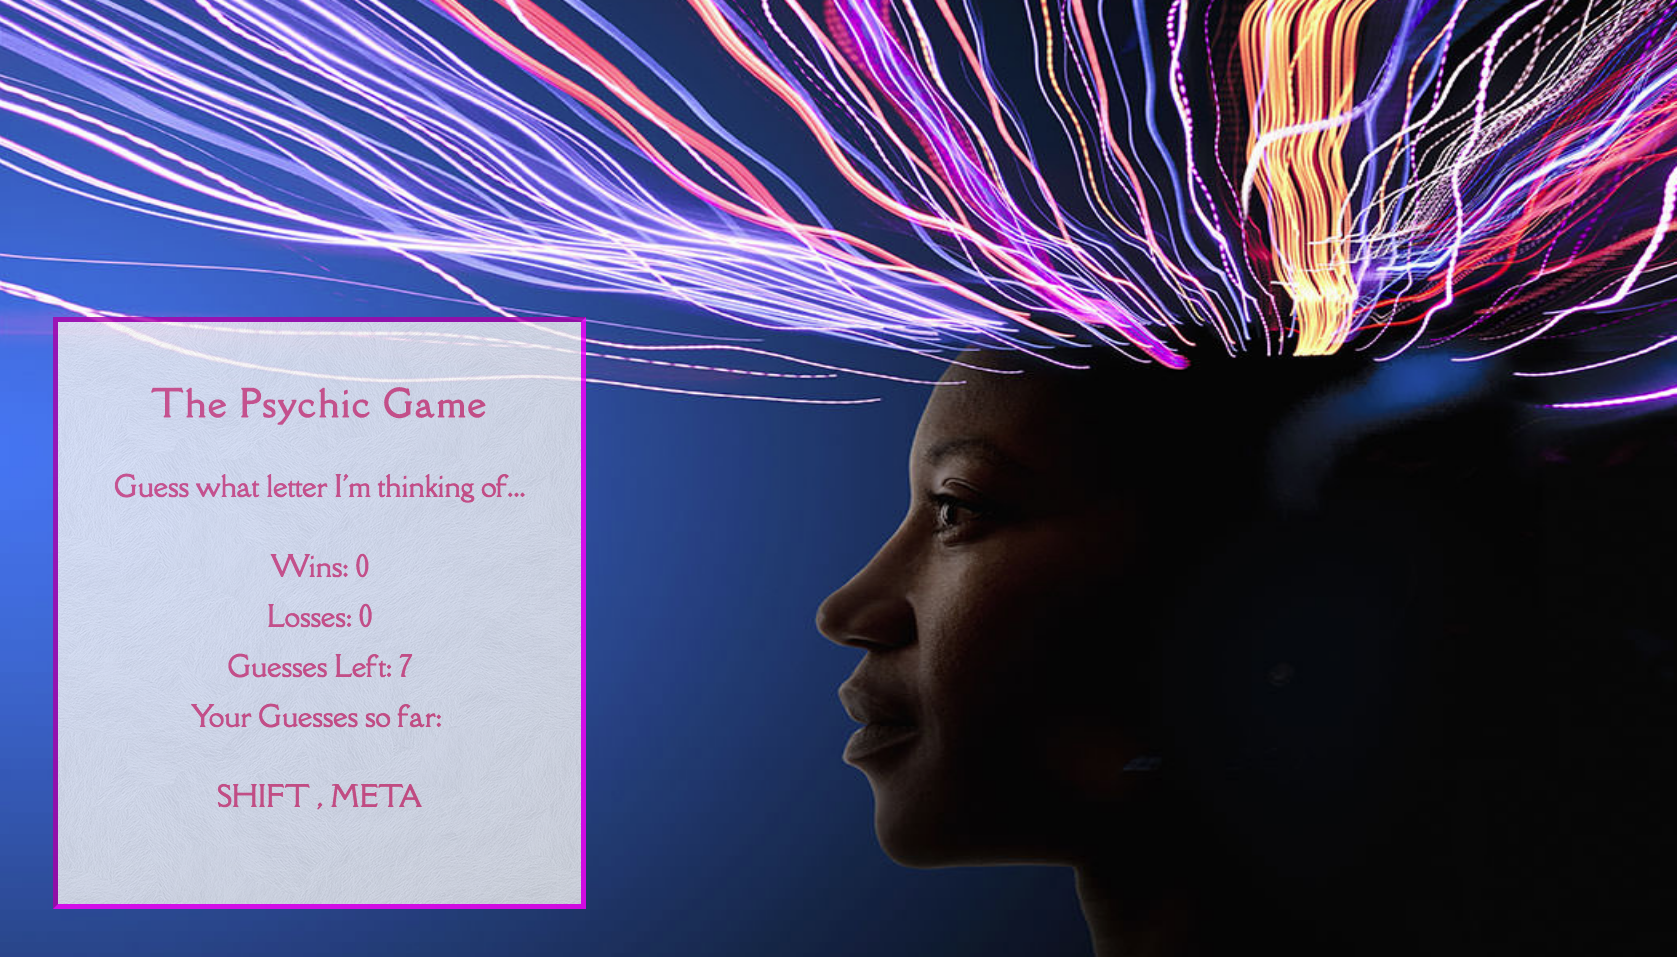 The Psychic Game
Guess what letter I'm thinking of...
Wins: 0
Losses: 0
Guesses Left: 7
Your Guesses so far:
SHIFT , META